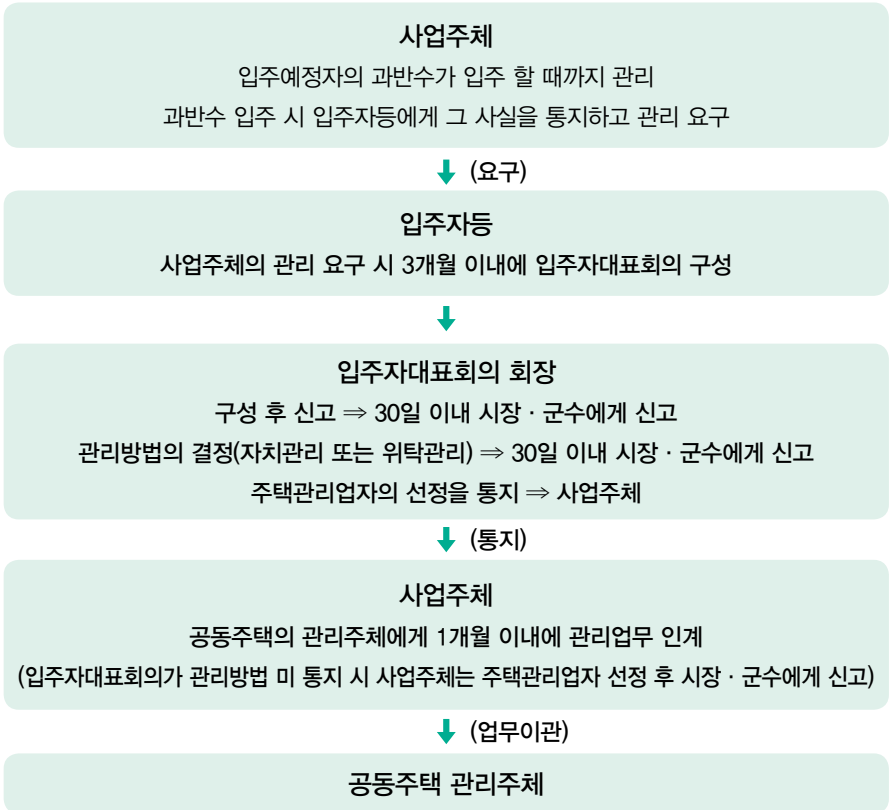 사업주체
입주예정자의 과반수가 입주 할 때까지 관리
과반수 입주 시 입주자등에게 그 사실을 통지하고 관리 요구
(요구)
입주자등
사업주체의 관리 요구 시 3개월 이내에 입주자대표회의 구성
입주자대표회의 회장
구성 후 신고 ⇒ 30일 이내 시장 · 군수에게 신고
관리방법의 결정(자치관리 또는 위탁관리) ⇒ 30일 이내 시장 · 군수에게 신고
주택관리업자의 선정을 통지 ⇒ 사업주체
(통지)
사업주체
공동주택의 관리주체에게 1개월 이내에 관리업무 인계
(입주자대표회의가 관리방법 미 통지 시 사업주체는 주택관리업자 선정 후 시장 · 군수에게 신고)
(업무이관)
공동주택 관리주체